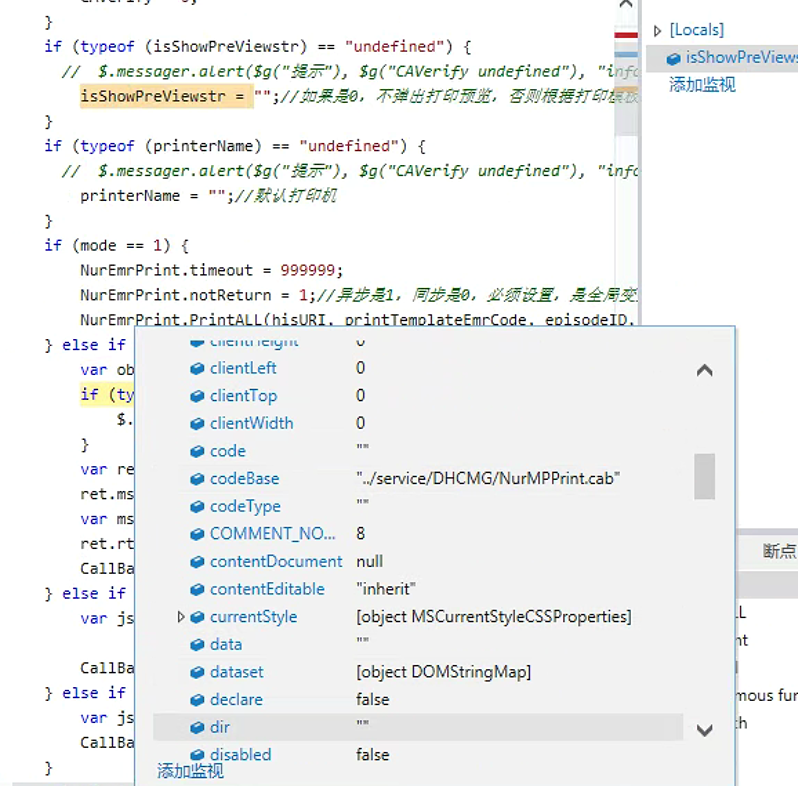 }
if (typeof (isShowPreViewstr) == "undefined") {
//  $.messager.alert($g("提示"), $g("CAVerify undefined"), "info
isShowPreViewstr = "";//如果是0，不弹出打印预览，否则根据打印模板
}
if (typeof (printerName) == "undefined") {
//  $.messager.alert($g("提示"), $g("CAVerify undefined"), "info
printerName = "";//默认打印机
}
if (mode == 1) {
NurEmrPrint.timeout = 999999;
NurEmrPrint.notReturn = 1;//异步是1，同步是0，必须设置，是全局变
NurEmrPrint.PrintALL(hisURI, printTemplateEmrCode, episodeID,
} else if
var ob
if (ty
$.
}
var re
ret.ms
var ms
ret.rt
CallBa
} else if
var js
CallBa
} else if
var js
CallBa
}
clientHeight 0
clientLeft 0
clientTop 0
clientWidth 0
code ""
codeBase "../service/DHCMG/NurMPPrint.cab"
codeType ""
COMMENT_NO... 8
contentDocument null
contentEditable "inherit"
currentStyle [object MSCurrentStyleCSSProperties]
data ""
dataset [object DOMStringMap]
declare false
dir ""
disabled false
添加监视
[Locals]
isShowPreViews
添加监视
断点
LL
nt
l
mous fun
ch